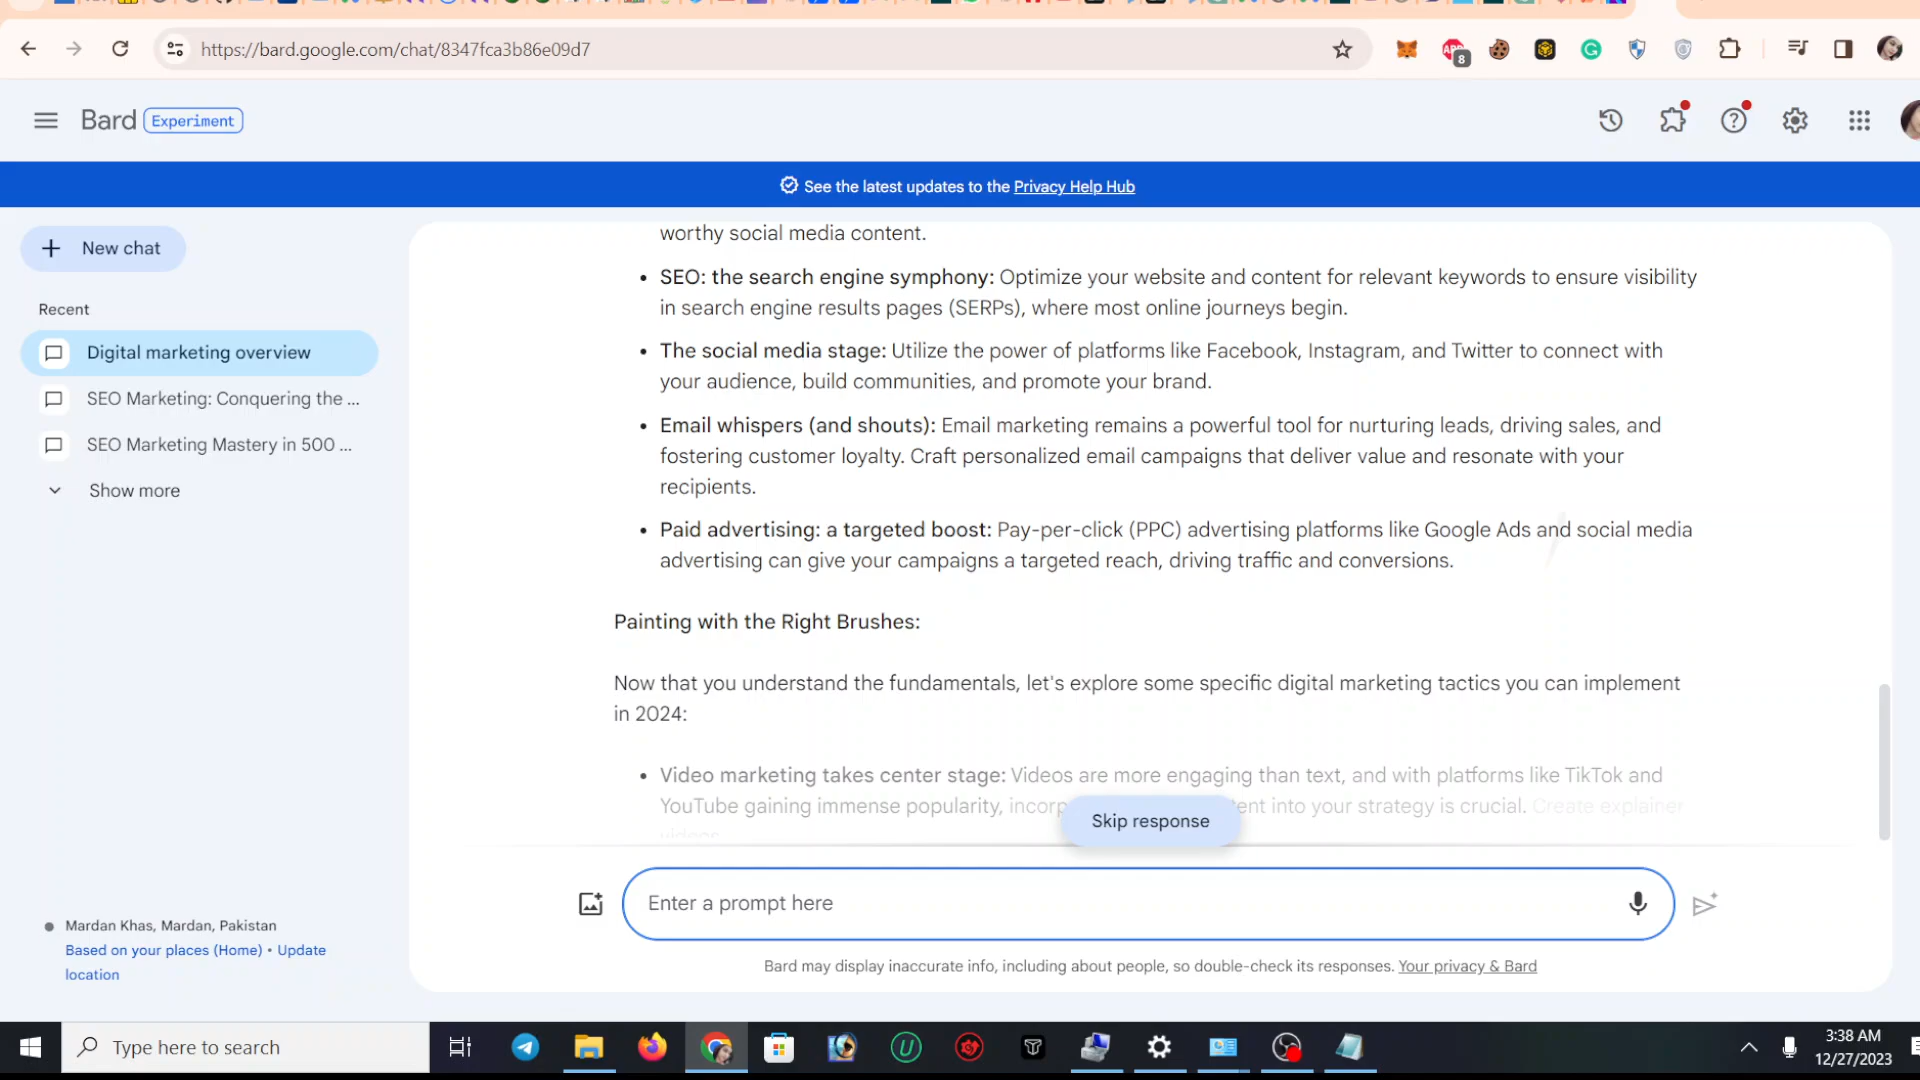 https://bard.google.com/chat/8347fca3b86e09d7
8
Bard Experiment
See the latest updates to the Privacy Help Hub
New chat
Recent
Digital marketing overview
SEO Marketing: Conquering the ...
SEO Marketing Mastery in 500 ...
Show more
worthy social media content.
• SEO: the search engine symphony: Optimize your website and content for relevant keywords to ensure visibility
in search engine results pages (SERPs), where most online journeys begin.
• The social media stage: Utilize the power of platforms like Facebook, Instagram, and Twitter to connect with
your audience, build communities, and promote your brand.
• Email whispers (and shouts): Email marketing remains a powerful tool for nurturing leads, driving sales, and
fostering customer loyalty. Craft personalized email campaigns that deliver value and resonate with your
recipients.
• Paid advertising: a targeted boost: Pay-per-click (PPC) advertising platforms like Google Ads and social media
advertising can give your campaigns a targeted reach, driving traffic and conversions.
Painting with the Right Brushes:
Now that you understand the fundamentals, let's explore some specific digital marketing tactics you can implement
in 2024:
• Video marketing takes center stage: Videos are more engaging than text, and with platforms like TikTok and
YouTube gaining immense popularity, into your strategy is crucial. Create explainer
videos
Skip response
Enter a prompt here
Bard may display inaccurate info, including about people, so double-check its responses. Your privacy & Bard
Mardan Khas, Mardan, Pakistan
Based on your places (Home) • Update
location
Type here to search
3:38 AM
12/27/2023